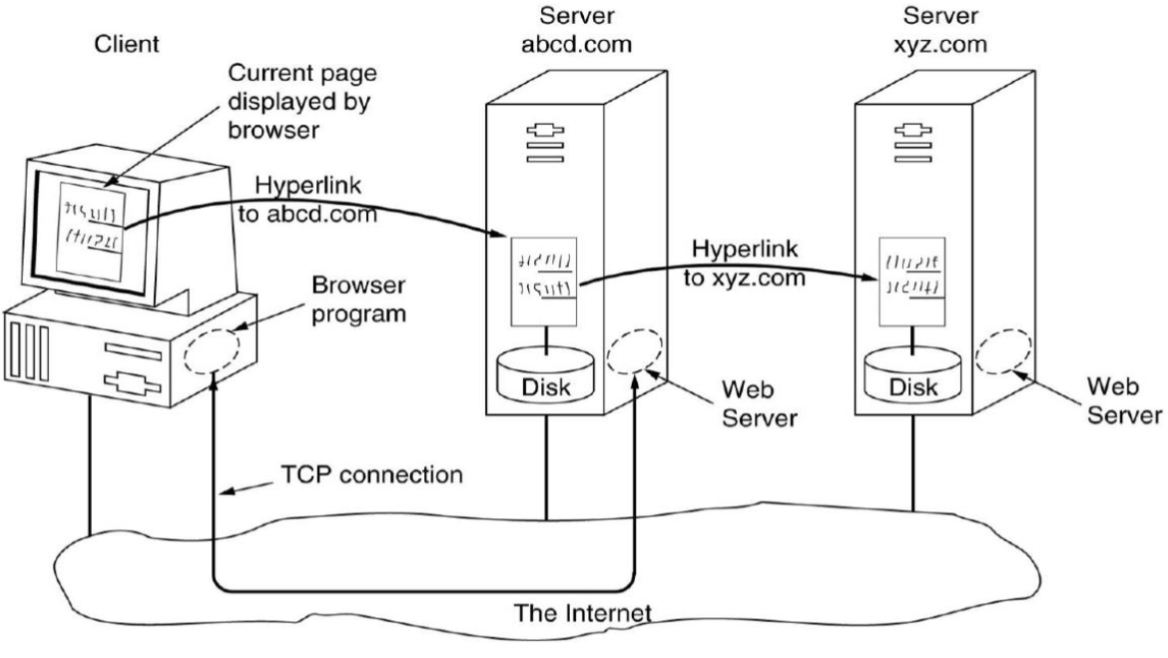 Client
Server
abcd.com
Server
xyz.com
Current page
displayed by
browser
Hyperlink
to abcd.com
Hyperlink
to xyz.com
Browser
program
Disk
Web
Server
Disk
Web
Server
TCP connection
The Internet